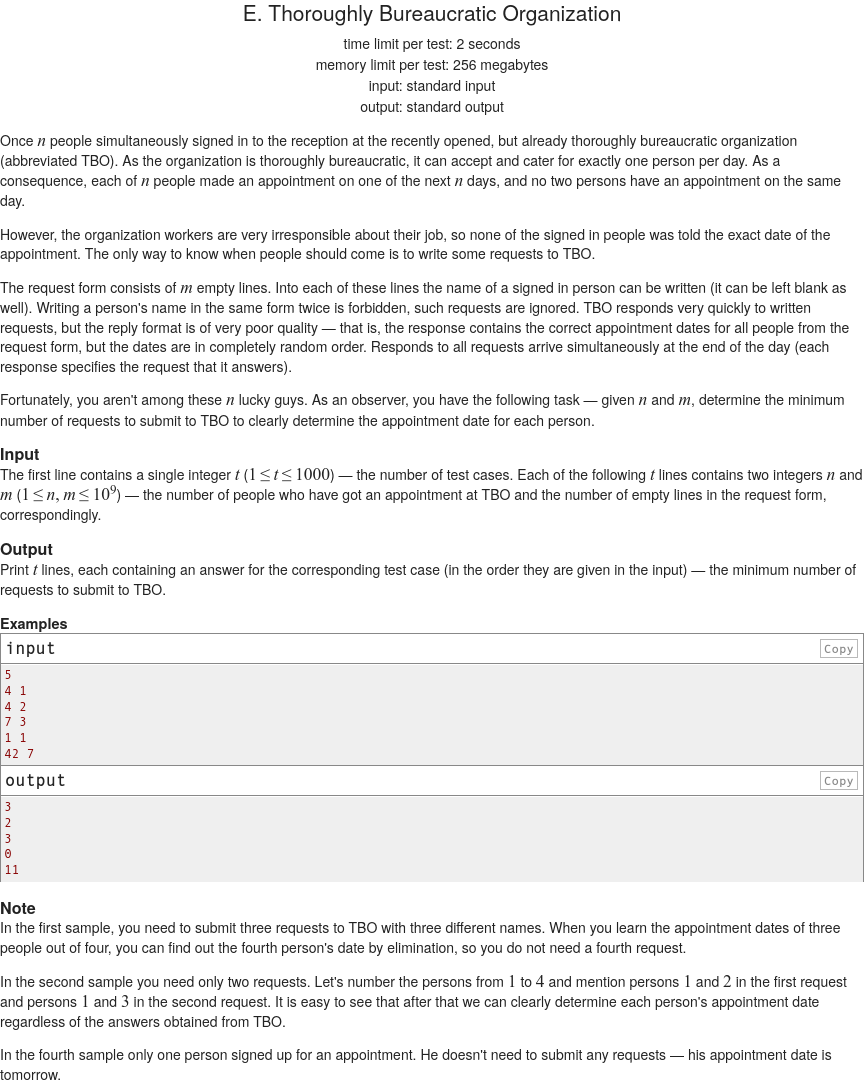 E. Thoroughly Bureaucratic Organization
time limit per test: 2 seconds
memory limit per test: 256 megabytes
input: standard input
output: standard output
Once n people simultaneously signed in to the reception at the recently opened, but already thoroughly bureaucratic organization
(abbreviated TBO). As the organization is thoroughly bureaucratic, it can accept and cater for exactly one person per day. As a
consequence, each of n people made an appointment on one of the next n days, and no two persons have an appointment on the same
day.
However, the organization workers are very irresponsible about their job, so none of the signed in people was told the exact date of the
appointment. The only way to know when people should come is to write some requests to TBO.
The request form consists of m empty lines. Into each of these lines the name of a signed in person can be written (it can be left blank as
well). Writing a person's name in the same form twice is forbidden, such requests are ignored. TBO responds very quickly to written
requests, but the reply format is of very poor quality — that is, the response contains the correct appointment dates for all people from the
request form, but the dates are in completely random order. Responds to all requests arrive simultaneously at the end of the day (each
response specifies the request that it answers).
Fortunately, you aren't among these n lucky guys. As an observer, you have the following task — given n and m, determine the minimum
number of requests to submit to TBO to clearly determine the appointment date for each person.
Input
The first line contains a single integer t (1 ≤ t ≤ 1000) — the number of test cases. Each of the following t lines contains two integers n and
m (1 ≤ n, m ≤ 10⁹) — the number of people who have got an appointment at TBO and the number of empty lines in the request form,
correspondingly.
Output
Print t lines, each containing an answer for the corresponding test case (in the order they are given in the input) — the minimum number of
requests to submit to TBO.
Examples
input
Copy
5
4 1
4 2
7 3
1 1
42 7
output
Copy
3
2
3
0
11
Note
In the first sample, you need to submit three requests to TBO with three different names. When you learn the appointment dates of three
people out of four, you can find out the fourth person's date by elimination, so you do not need a fourth request.
In the second sample you need only two requests. Let's number the persons from 1 to 4 and mention persons 1 and 2 in the first request
and persons 1 and 3 in the second request. It is easy to see that after that we can clearly determine each person's appointment date
regardless of the answers obtained from TBO.
In the fourth sample only one person signed up for an appointment. He doesn't need to submit any requests — his appointment date is
tomorrow.